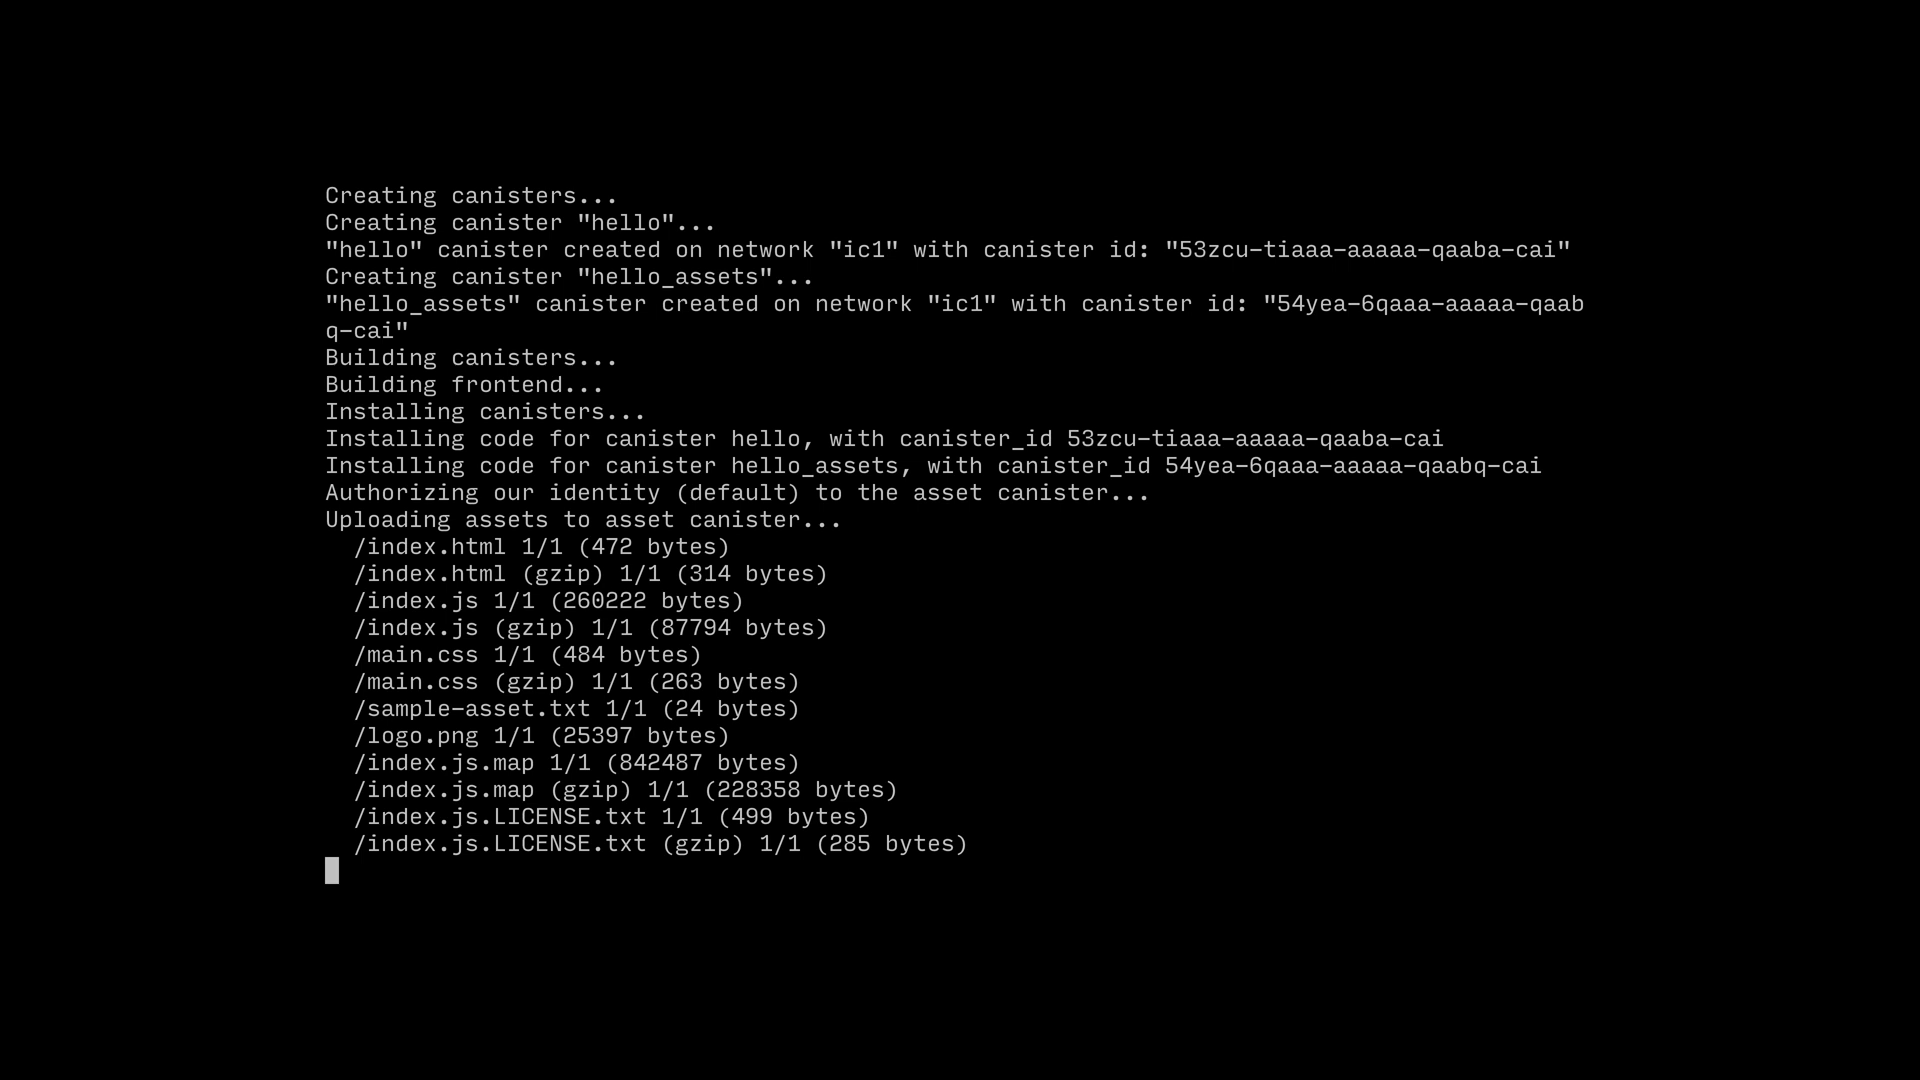 Creating canisters...
Creating canister "hello"...
"hello" canister created on network "ic1" with canister id: "53zcu-tiaaa-aaaaa-qaaba-cai"
Creating canister "hello_assets"...
"hello_assets" canister created on network "ic1" with canister id: "54yea-6qaaa-aaaaa-qaab
q-cai"
Building canisters...
Building frontend...
Installing canisters...
Installing code for canister hello, with canister_id 53zcu-tiaaa-aaaaa-qaaba-cai
Installing code for canister hello_assets, with canister_id 54yea-6qaaa-aaaaa-qaabq-cai
Authorizing our identity (default) to the asset canister...
Uploading assets to asset canister...
  /index.html 1/1 (472 bytes)
  /index.html (gzip) 1/1 (314 bytes)
  /index.js 1/1 (260222 bytes)
  /index.js (gzip) 1/1 (87794 bytes)
  /main.css 1/1 (484 bytes)
  /main.css (gzip) 1/1 (263 bytes)
  /sample-asset.txt 1/1 (24 bytes)
  /logo.png 1/1 (25397 bytes)
  /index.js.map 1/1 (842487 bytes)
  /index.js.map (gzip) 1/1 (228358 bytes)
  /index.js.LICENSE.txt 1/1 (499 bytes)
  /index.js.LICENSE.txt (gzip) 1/1 (285 bytes)